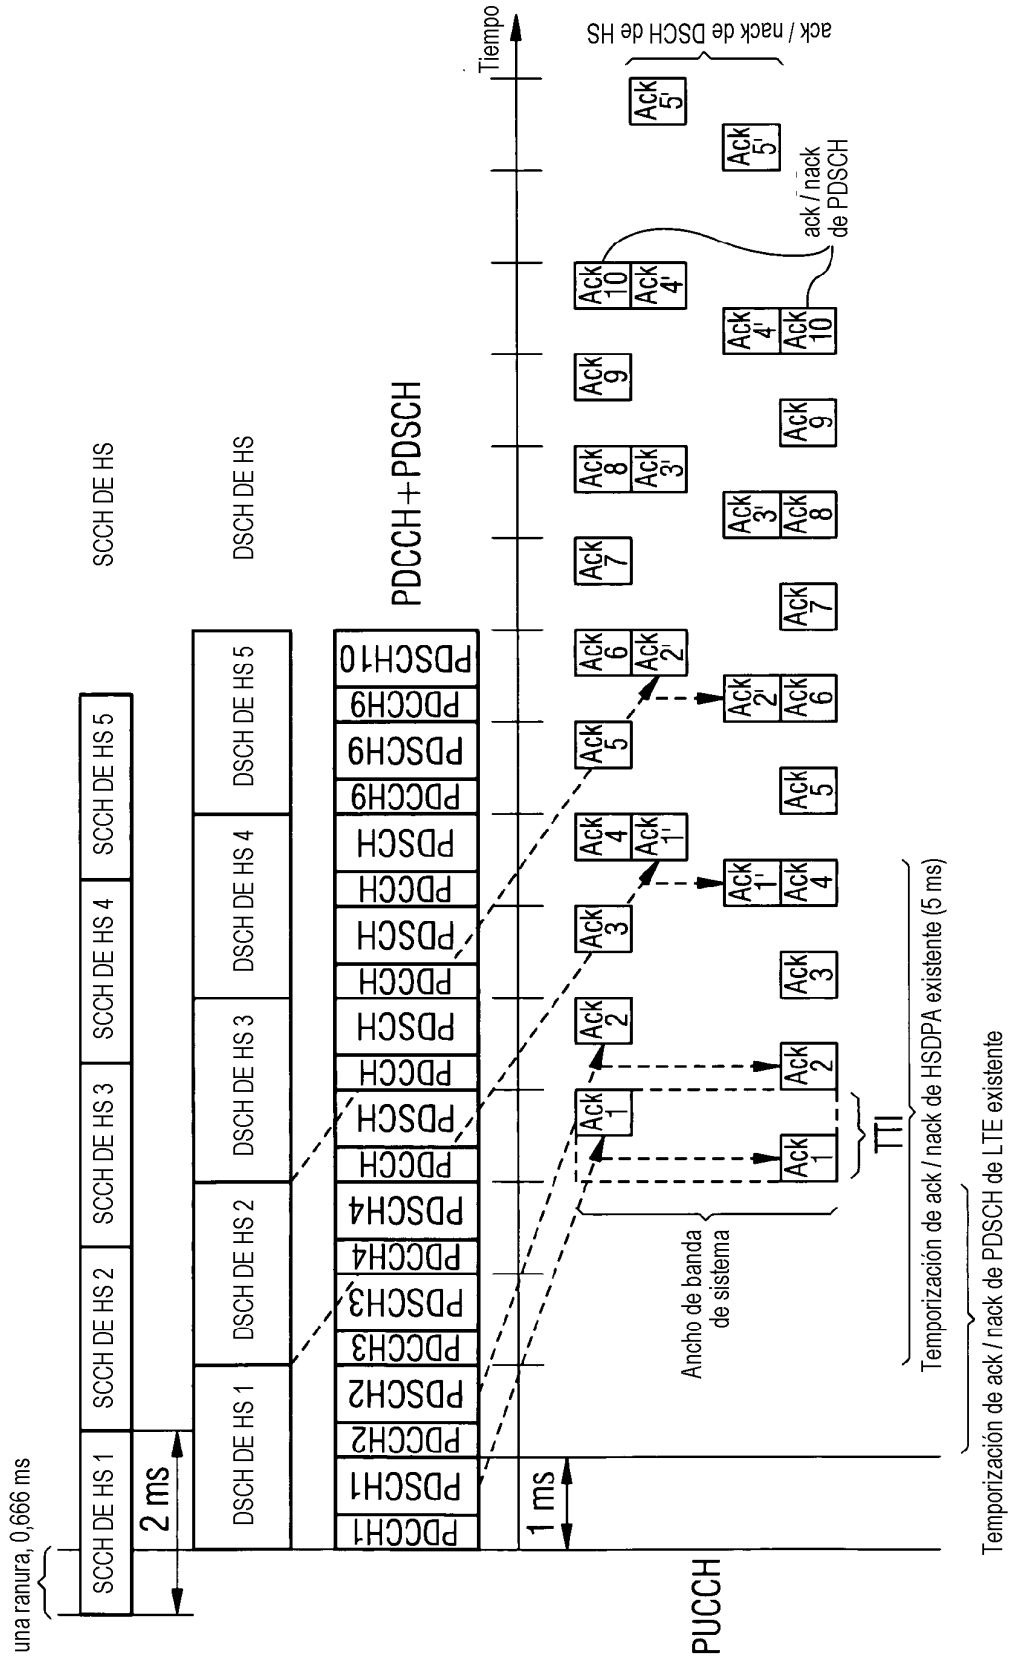 una ranura, 0,666 ms
SCCH DE HS 1
SCCH DE HS 2
SCCH DE HS 3
SCCH DE HS 4
SCCH DE HS 5
SCCH DE HS
2 ms
DSCH DE HS 1
DSCH DE HS 2
DSCH DE HS 3
DSCH DE HS 4
DSCH DE HS 5
DSCH DE HS
PDCCH1
PDSCH1
PDCCH2
PDSCH2
PDCCH3
PDSCH3
PDCCH4
PDSCH4
PDCCH
PDSCH
PDCCH
PDSCH
PDCCH
PDSCH
PDCCH
PDSCH
PDCCH9
PDSCH9
PDCCH9
PDSCH10
PDCCH+PDSCH
1 ms
Tiempo
PUCCH
Ack
1
Ack
2
Ack
3
Ack
4
Ack
1'
Ack
5
Ack
6
Ack
2'
Ack
7
Ack
8
Ack
3'
Ack
9
Ack
10
Ack
4'
Ack
5'
Ack
1
Ack
2
Ack
3
Ack
1'
Ack
4
Ack
5
Ack
2'
Ack
6
Ack
7
Ack
3'
Ack
8
Ack
9
Ack
4'
Ack
10
Ack
5'
ack / nack de DSCH de HS
ack / nack
de PDSCH
Ancho de banda
de sistema
TTI
Temporización de ack / nack de HSDPA existente (5 ms)
Temporización de ack / nack de PDSCH de LTE existente